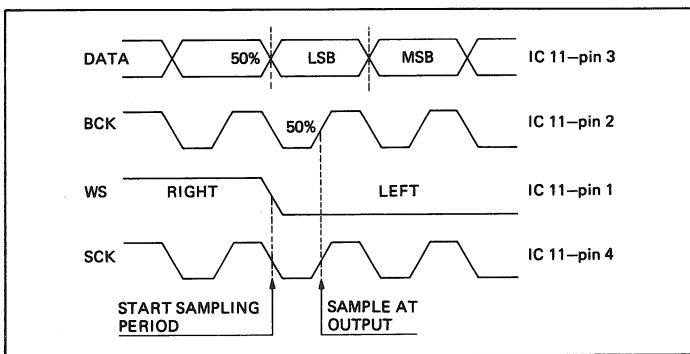 DATA 50% LSB MSB IC 11–pin 3
BCK 50% IC 11–pin 2
WS RIGHT LEFT IC 11–pin 1
SCK IC 11–pin 4
START SAMPLING PERIOD
SAMPLE AT OUTPUT